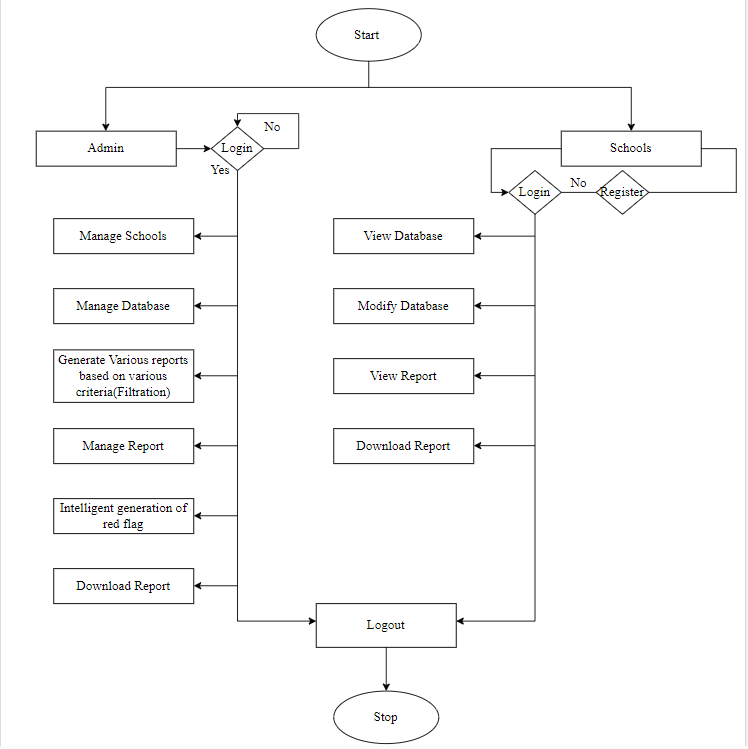 Start
Admin
Login
No
Yes
Schools
Login
No
Register
Manage Schools
Manage Database
Generate Various reports
based on various
criteria(Filtration)
Manage Report
Intelligent generation of
red flag
Download Report
View Database
Modify Database
View Report
Download Report
Logout
Stop